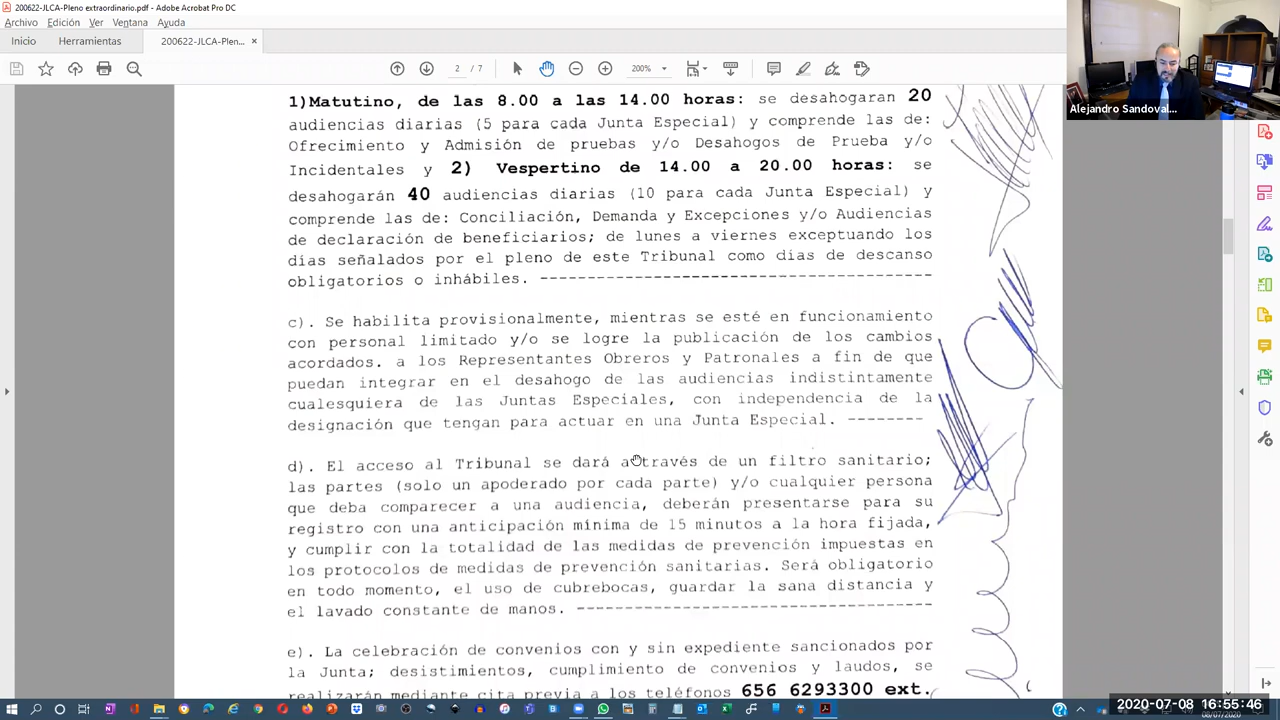 200622-JLCA-Pleno extraordinario.pdf - Adobe Acrobat Pro DC
Archivo Edición Ver Ventana Ayuda
Inicio Herramientas 200622-JLCA-Plen... ×
2 / 7 200%
Alejandro Sandoval...
1)Matutino, de las 8.00 a las 14.00 horas: se desahogaran 20
audiencias diarias (5 para cada Junta Especial) y comprende las de:
Ofrecimiento y Admisión de pruebas y/o Desahogos de Prueba y/o
Incidentales y 2) Vespertino de 14.00 a 20.00 horas: se
desahogarán 40 audiencias diarias (10 para cada Junta Especial) y
comprende las de: Conciliación, Demanda y Excepciones y/o Audiencias
de declaración de beneficiarios; de lunes a viernes exceptuando los
días señalados por el pleno de este Tribunal como días de descanso
obligatorios o inhábiles. ------------------------------------
c). Se habilita provisionalmente, mientras se esté en funcionamiento
con personal limitado y/o se logre la publicación de los cambios
acordados. a los Representantes Obreros y Patronales a fin de que
puedan integrar en el desahogo de las audiencias indistintamente
cualesquiera de las Juntas Especiales, con independencia de la
designación que tengan para actuar en una Junta Especial. --------
d). El acceso al Tribunal se dará a través de un filtro sanitario;
las partes (solo un apoderado por cada parte) y/o cualquier persona
que deba comparecer a una audiencia, deberán presentarse para su
registro con una anticipación mínima de 15 minutos a la hora fijada,
y cumplir con la totalidad de las medidas de prevención impuestas en
los protocolos de medidas de prevención sanitarias. Será obligatorio
en todo momento, el uso de cubrebocas, guardar la sana distancia y
el lavado constante de manos. ---------------------------------
e). La celebración de convenios con y sin expediente sancionados por
la Junta; desistimientos, cumplimiento de convenios y laudos, se
realizarán mediante cita previa a los teléfonos 656 6293300 ext.
2020-07-08 16:55:46
08/07/2020